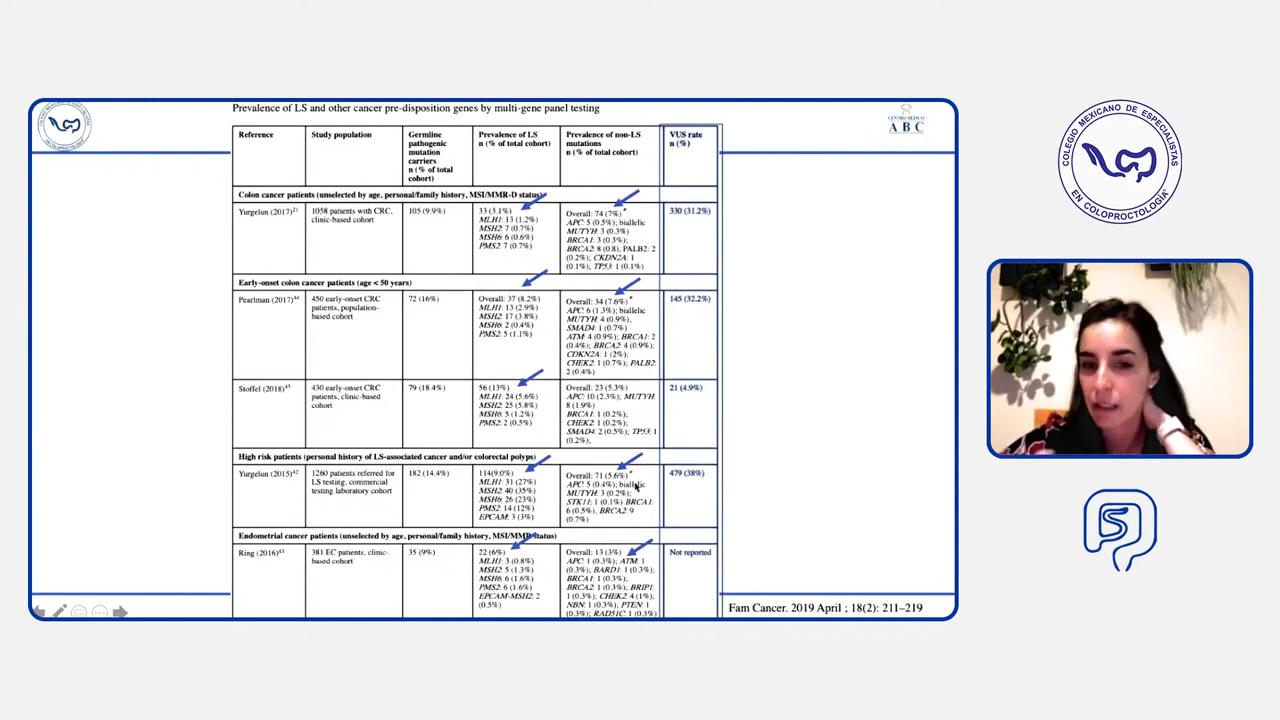 Prevalence of LS and other cancer pre-disposition genes by multi-gene panel testing
CENTRO MEDICO
A B C
Reference
Study population
Germline
pathogenic
mutation
carriers
n (% of total
cohort)
Prevalence of LS
n (% of total cohort)
Prevalence of non-LS
mutations
n (% of total cohort)
VUS rate
n (%)
Colon cancer patients (unselected by age, personal/family history, MSI/MMR-D status)
Yurgelun (2017)21
1058 patients with CRC,
clinic-based cohort
105 (9.9%)
33 (3.1%)
MLH1: 13 (1.2%)
MSH2: 7 (0.7%)
MSH6: 6 (0.6%)
PMS2: 7 (0.7%)
Overall: 74 (7%)*
APC: 5 (0.5%); biallelic
MUTYH: 3 (0.3%)
BRCA1: 3 (0.3%);
BRCA2: 8 (0.8), PALB2: 2
(0.2%); CKDN2A: 1
(0.1%); TP53: 1 (0.1%)
330 (31.2%)
Early-onset colon cancer patients (age < 50 years)
Pearlman (2017)44
450 early-onset CRC
patients, population-
based cohort
72 (16%)
Overall: 37 (8.2%)
MLH1: 13 (2.9%)
MSH2: 17 (3.8%)
MSH6: 2 (0.4%)
PMS2: 5 (1.1%)
Overall: 34 (7.6%)*
APC: 6 (1.3%); biallelic
MUTYH: 4 (0.9%),
SMAD4: 1 (0.7%)
ATM: 4 (0.9%); BRCA1: 2
(0.4%); BRCA2: 4 (0.9%);
CDKN2A: 1 (2%)
CHEK2: 1 (0.7%); PALB2:
2 (0.4%)
145 (32.2%)
Stoffel (2018)45
430 early-onset CRC
patients, clinic-based
cohort
79 (18.4%)
56 (13%)
MLH1: 24 (5.6%)
MSH2: 25 (5.8%)
MSH6: 5 (1.2%)
PMS2: 2 (0.5%)
Overall: 23 (5.3%)
APC: 10 (2.3%); MUTYH:
8 (1.9%)
BRCA1: 1 (0.2%);
CHEK2: 1 (0.2%);
SMAD4: 2 (0.5%); TP53: 1
(0.2%),
21 (4.9%)
High risk patients (personal history of LS-associated cancer and/or colorectal polyps)
Yurgelun (2015)42
1260 patients referred for
LS testing, commercial
testing laboratory cohort
182 (14.4%)
114(9.0%)
MLH1: 31 (27%)
MSH2: 40 (35%)
MSH6: 26 (23%)
PMS2: 14 (12%)
EPCAM: 3 (3%)
Overall: 71 (5.6%)*
APC: 5 (0.4%); biallelic
MUTYH: 3 (0.2%);
STK11: 1 (0.1%) BRCA1:
6 (0.5%), BRCA2: 9
(0.7%)
479 (38%)
Endometrial cancer patients (unselected by age, personal/family history, MSI/MMR status)
Ring (2016)43
381 EC patients, clinic-
based cohort
35 (9%)
22 (6%)
MLH1: 3 (0.8%)
MSH2: 5 (1.3%)
MSH6: 6 (1.6%)
PMS2: 6 (1.6%)
EPCAM-MSH2: 2
(0.5%)
Overall: 13 (3%)
APC: 1 (0.3%); ATM: 1
(0.3%); BARD1: 1 (0.3%);
BRCA1: 1 (0.3%);
BRCA2: 1 (0.3%); BRIP1:
1 (0.3%); CHEK2: 4 (1%);
NBN: 1 (0.3%); PTEN: 1
(0.3%); RAD51C: 1 (0.3%)
Not reported
Fam Cancer. 2019 April ; 18(2): 211–219
COLEGIO MEXICANO DE ESPECIALISTAS
EN COLOPROCTOLOGIA